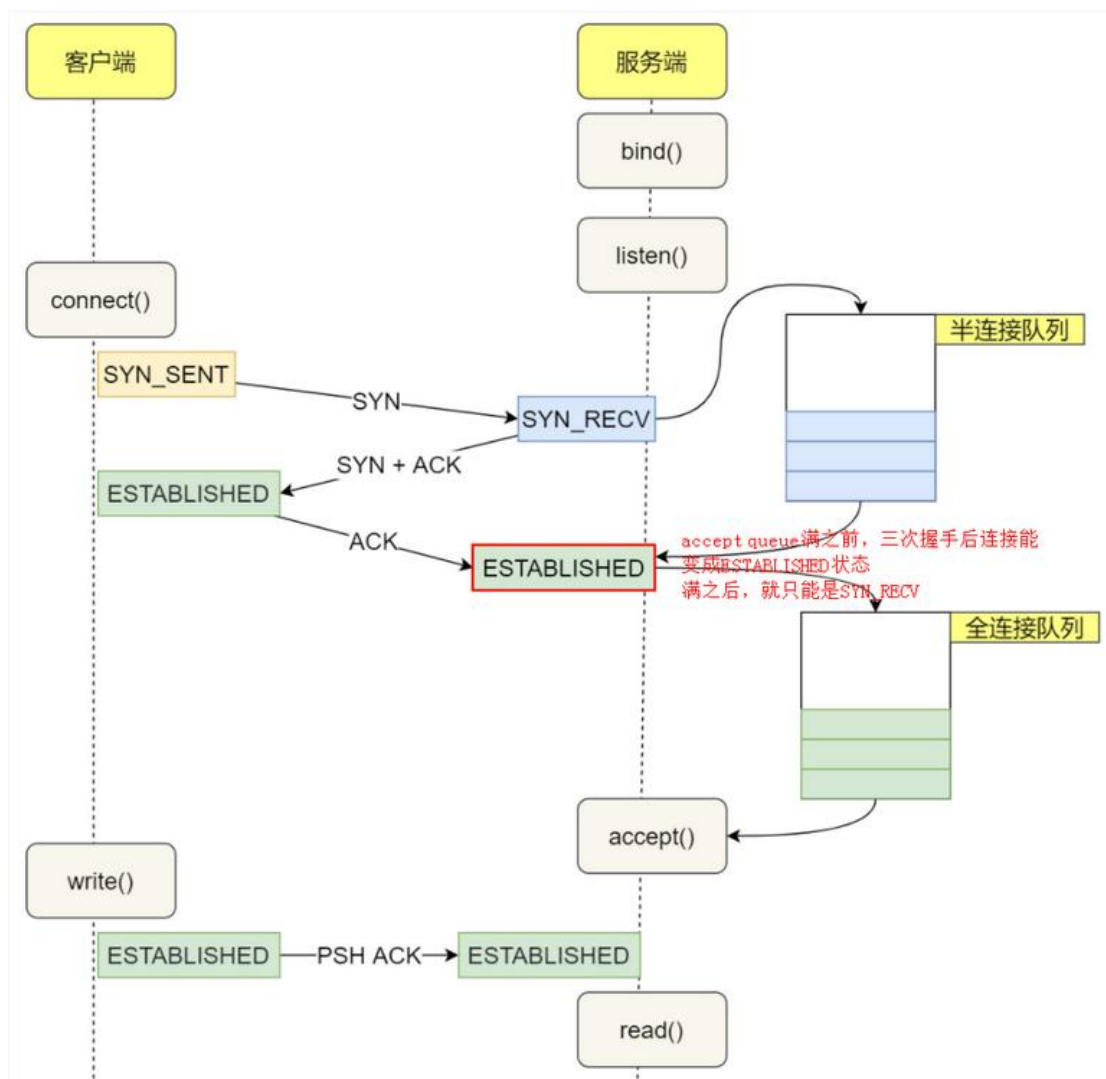 客户端
服务端
bind()
listen()
connect()
半连接队列
SYN_SENT
SYN
SYN_RECV
SYN + ACK
ESTABLISHED
ACK
ESTABLISHED
accept queue满之前，三次握手后连接能
变成ESTABLISHED状态
满之后，就只能是SYN_RECV
全连接队列
accept()
write()
ESTABLISHED
PSH ACK
ESTABLISHED
read()